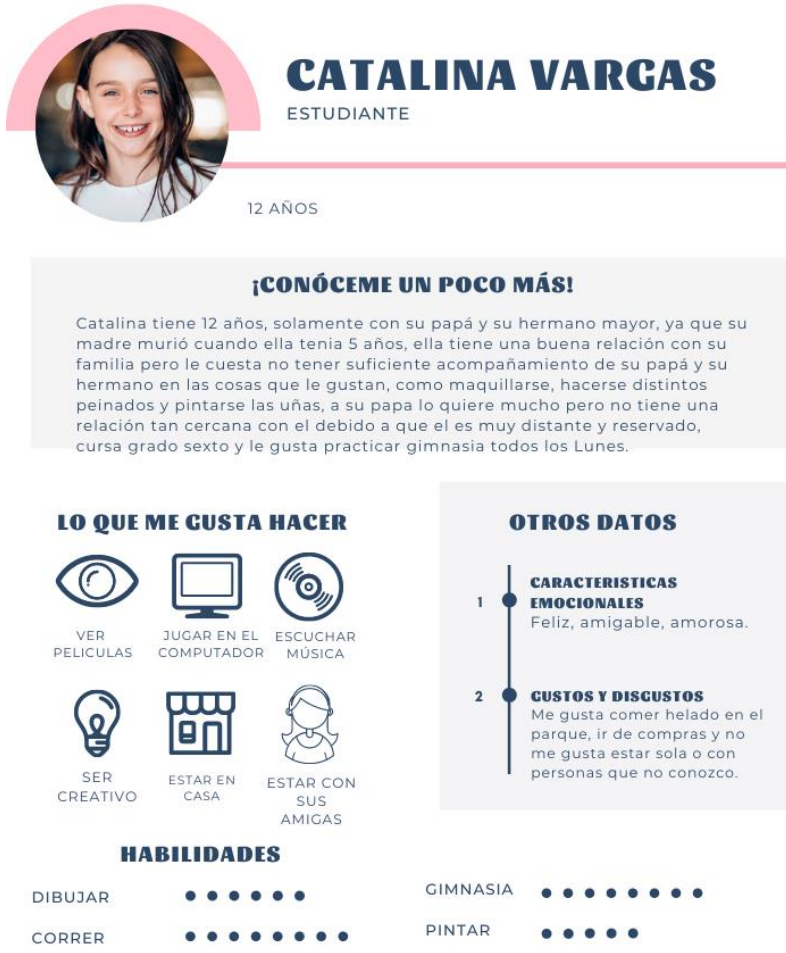 CATALINA VARGAS
ESTUDIANTE
12 AÑOS
¡CONÓCEME UN POCO MÁS!
Catalina tiene 12 años, solamente con su papá y su hermano mayor, ya que su
madre murió cuando ella tenia 5 años, ella tiene una buena relación con su
familia pero le cuesta no tener suficiente acompañamiento de su papá y su
hermano en las cosas que le gustan, como maquillarse, hacerse distintos
peinados y pintarse las uñas, a su papa lo quiere mucho pero no tiene una
relación tan cercana con el debido a que el es muy distante y reservado,
cursa grado sexto y le gusta practicar gimnasia todos los Lunes.
LO QUE ME GUSTA HACER
VER
PELICULAS
JUGAR EN EL
COMPUTADOR
ESCUCHAR
MÚSICA
SER
CREATIVO
ESTAR EN
CASA
ESTAR CON
SUS
AMIGAS
OTROS DATOS
1
CARACTERISTICAS
EMOCIONALES
Feliz, amigable, amorosa.
2
GUSTOS Y DISGUSTOS
Me gusta comer helado en el
parque, ir de compras y no
me gusta estar sola o con
personas que no conozco.
HABILIDADES
DIBUJAR
CORRER
GIMNASIA
PINTAR